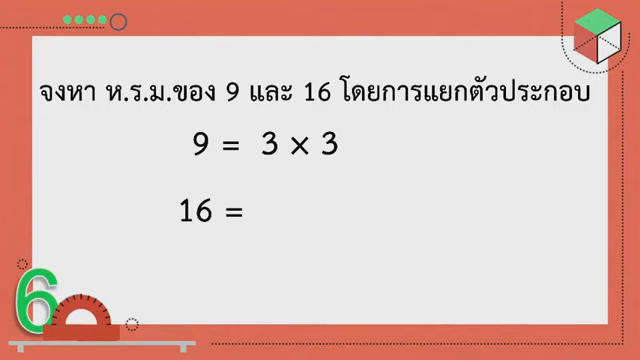 จงหา ห.ร.ม.ของ 9 และ 16 โดยการแยกตัวประกอบ
9 = 3 × 3
16 =
6